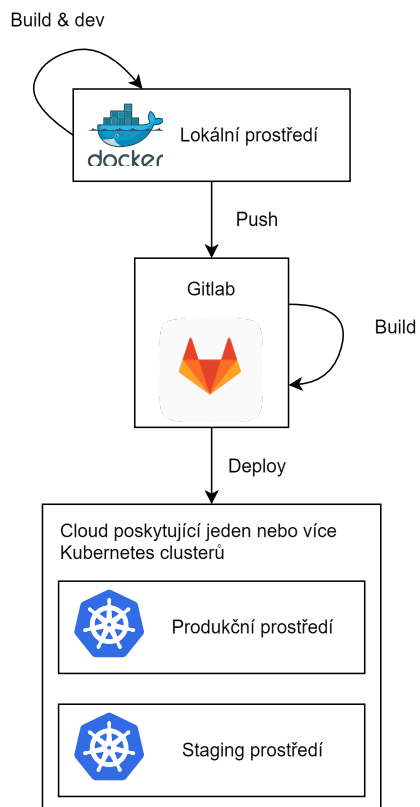 Build & dev
docker
Lokální prostředí
Push
Gitlab
Build
Deploy
Cloud poskytující jeden nebo více
Kubernetes clusterů
Produkční prostředí
Staging prostředí